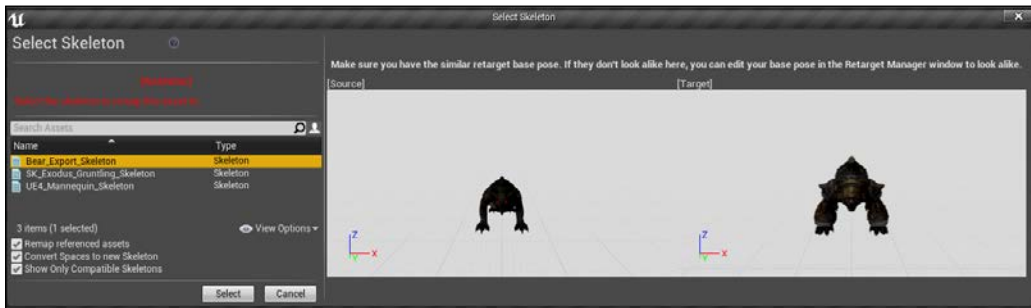 Select Skeleton
Select Skeleton
Make sure you have the similar retarget base pose. If they don't look alike here, you can edit your base pose in the Retarget Manager window to look alike.
[Source] [Target]
Search Assets
Name Type
Bear_Export_Skeleton Skeleton
SK_Exodus_Gruntling_Skeleton Skeleton
UE4_Mannequin_Skeleton Skeleton
3 items (1 selected) View Options
Remap referenced assets
Convert Spaces to new Skeleton
Show Only Compatible Skeletons
Select Cancel
Z X Y
Z X Y